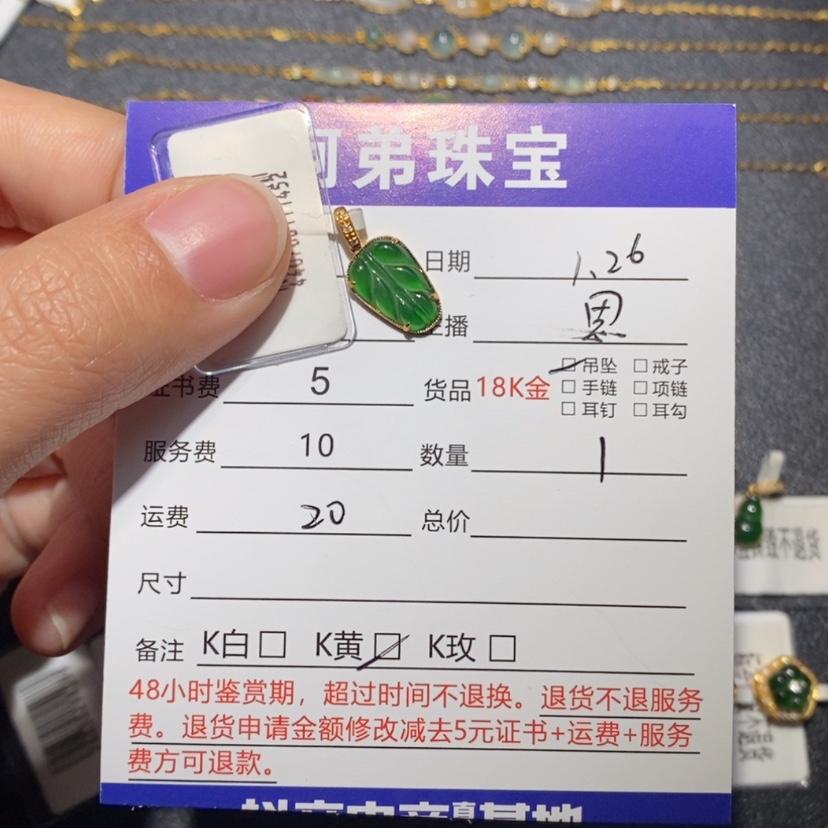 弟珠宝
日期 1.26
播 恩
证书费 5 货品 18K金 吊坠 戒子
手链 项链
耳钉 耳勾
服务费 10 数量 1
运费 20 总价
尺寸
备注 K白 K黄 K玫
48小时鉴赏期，超过时间不退换。退货不退服务
费。退货申请金额修改减去5元证书+运费+服务
费方可退款。
不退货